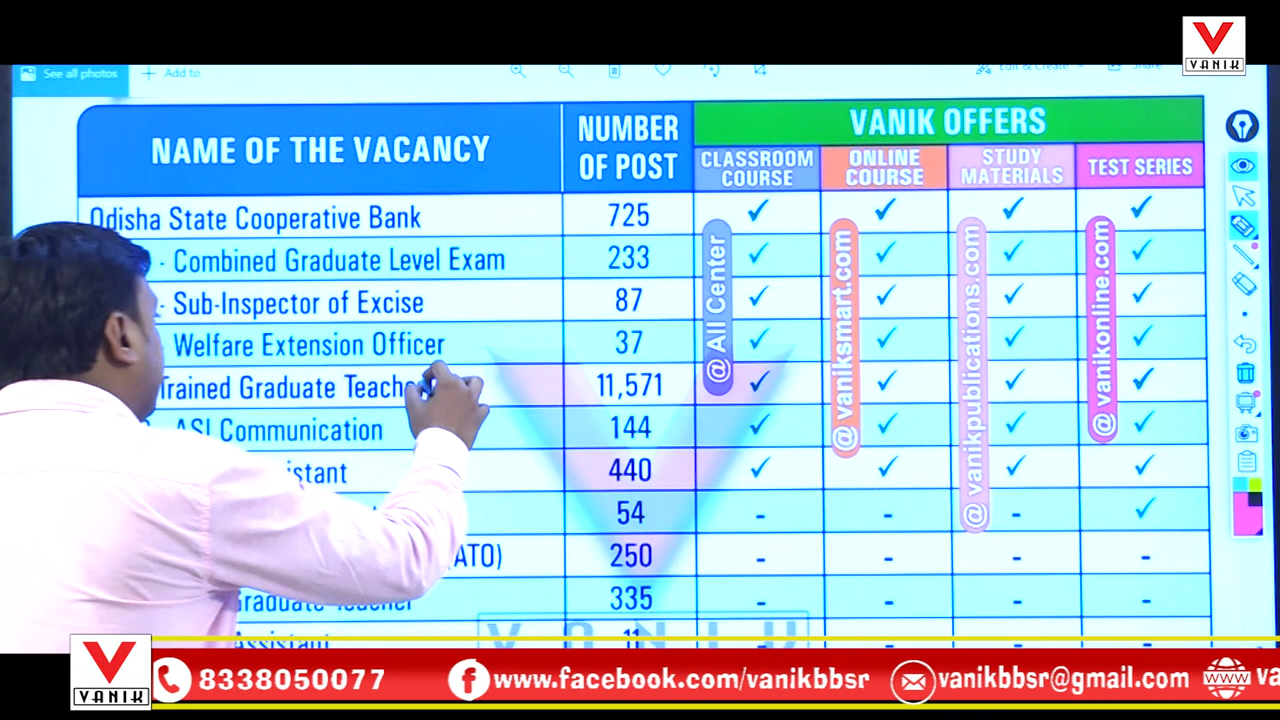 VANIK
See all photos
Add to
Edit & Create
Share
NAME OF THE VACANCY
NUMBER OF POST
VANIK OFFERS
CLASSROOM COURSE
ONLINE COURSE
STUDY MATERIALS
TEST SERIES
Odisha State Cooperative Bank 725 ✓ ✓ ✓ ✓
- Combined Graduate Level Exam 233 ✓ ✓ ✓ ✓
- Sub-Inspector of Excise 87 ✓ ✓ ✓ ✓
Welfare Extension Officer 37 ✓ ✓ ✓ ✓
Trained Graduate 11,571 ✓ ✓ ✓ ✓
- ASI Communication 144 ✓ ✓ ✓ ✓
440 ✓ ✓ ✓ ✓
54 - - - ✓
(ATO) 250 - - - -
Graduate Teacher 335 - - - -
Assistant 11 - - - -
@ All Center
@ vaniksmart.com
@ vanikpublications.com
@ vanikonline.com
VANIK
VANIK
8338050077
f www.facebook.com/vanikbbsr
vanikbbsr@gmail.com
WWW